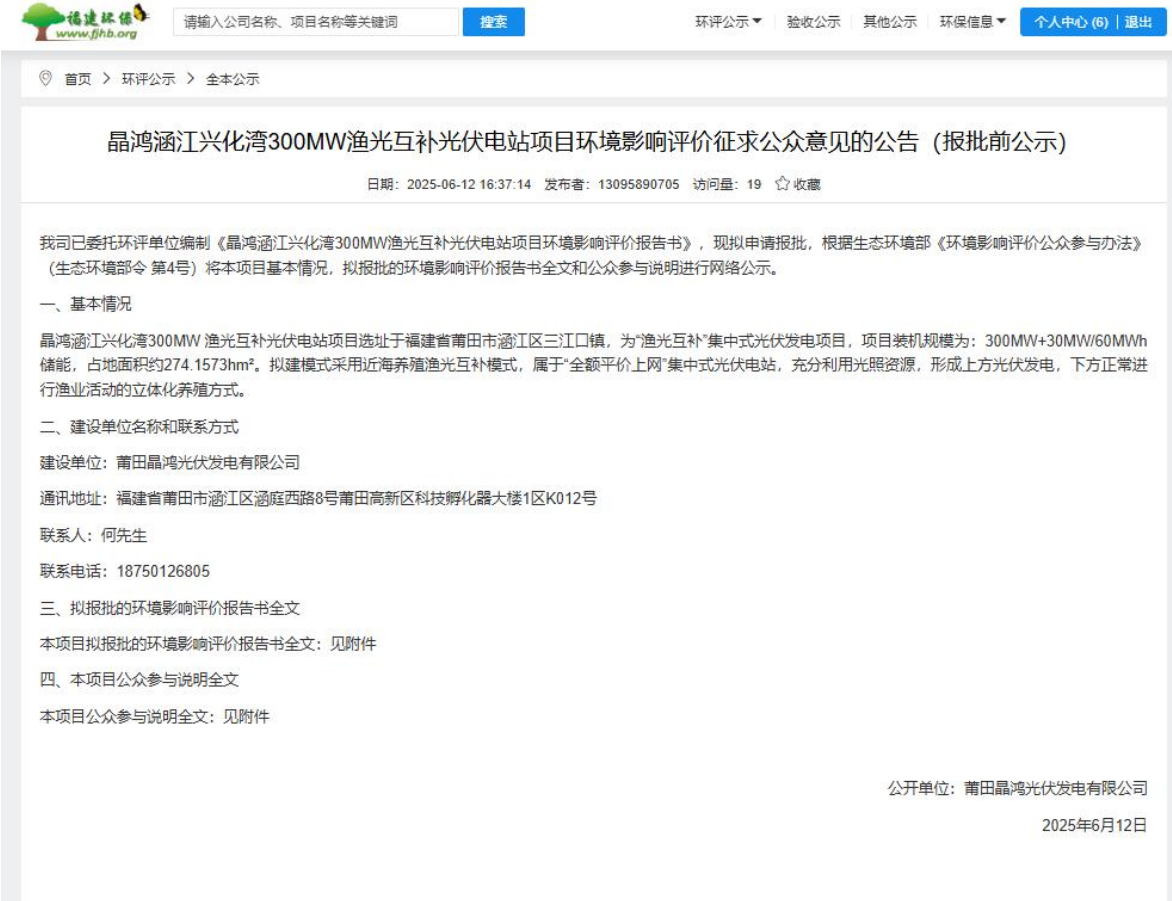 福建环保
www.fjhb.org
请输入公司名称、项目名称等关键词
搜索
环评公示 验收公示 其他公示 环保信息 个人中心 (6) | 退出
首页 > 环评公示 > 全本公示
晶鸿涵江兴化湾300MW渔光互补光伏电站项目环境影响评价征求公众意见的公告（报批前公示）
日期：2025-06-12 16:37:14 发布者：13095890705 访问量：19 收藏
我司已委托环评单位编制《晶鸿涵江兴化湾300MW渔光互补光伏电站项目环境影响评价报告书》，现拟申请报批，根据生态环境部《环境影响评价公众参与办法》
（生态环境部令 第4号）将本项目基本情况，拟报批的环境影响评价报告书全文和公众参与说明进行网络公示。
一、基本情况
晶鸿涵江兴化湾300MW 渔光互补光伏电站项目选址于福建省莆田市涵江区三江口镇，为“渔光互补”集中式光伏发电项目，项目装机规模为：300MW+30MW/60MWh
储能，占地面积约274.1573hm²。拟建模式采用近海养殖渔光互补模式，属于“全额平价上网”集中式光伏电站，充分利用光照资源，形成上方光伏发电，下方正常进
行渔业活动的立体化养殖方式。
二、建设单位名称和联系方式
建设单位：莆田晶鸿光伏发电有限公司
通讯地址：福建省莆田市涵江区涵庭西路8号莆田高新区科技孵化器大楼1区K012号
联系人：何先生
联系电话：18750126805
三、拟报批的环境影响评价报告书全文
本项目拟报批的环境影响评价报告书全文：见附件
四、本项目公众参与说明全文
本项目公众参与说明全文：见附件
公开单位：莆田晶鸿光伏发电有限公司
2025年6月12日